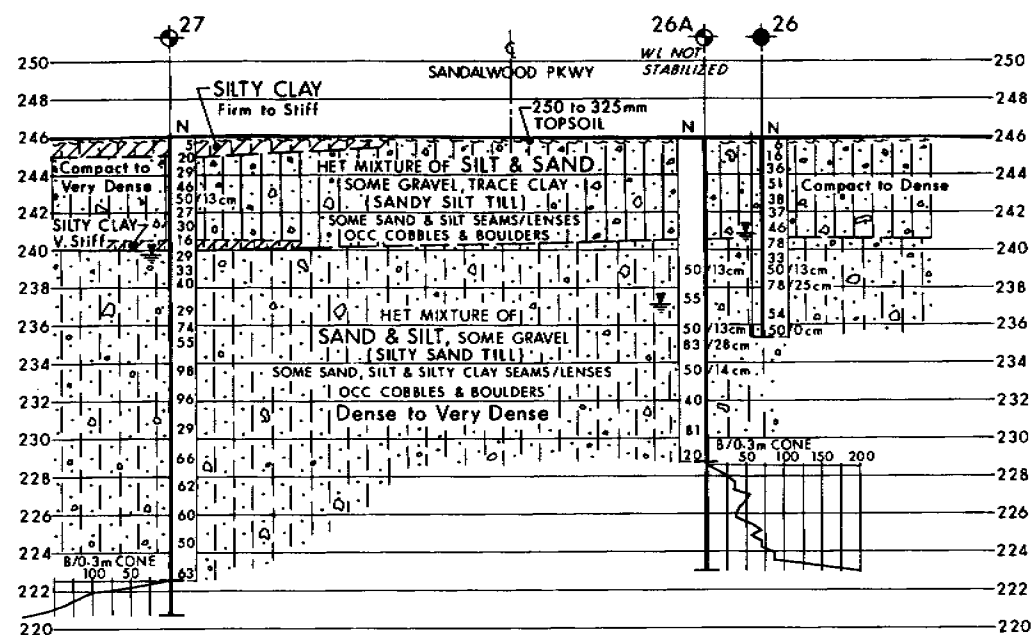 27
26A
26
250
WL NOT
STABILIZED
℄
SANDALWOOD PKWY
250
248
SILTY CLAY
Firm to Stiff
250 to 325mm
TOPSOIL
248
246
N
N
N
246
244
Compact to
Very Dense
5
20
29
46
50/13cm
27
30
16
HET MIXTURE OF SILT & SAND
SOME GRAVEL, TRACE CLAY
(SANDY SILT TILL)
SOME SAND & SILT SEAMS/LENSES
OCC COBBLES & BOULDERS
16
36
51
38
37
46
Compact to Dense
244
242
SILTY CLAY
V. Stiff
242
240
78
33
50/13cm
78/25cm
54
50/0cm
240
238
29
33
40
29
74
55
98
96
29
66
62
60
50
63
HET MIXTURE OF
SAND & SILT, SOME GRAVEL
(SILTY SAND TILL)
SOME SAND, SILT & SILTY CLAY SEAMS/LENSES
OCC COBBLES & BOULDERS
Dense to Very Dense
50/13cm
55
50/13cm
83/28cm
50/14cm
40
81
20
238
236
236
234
234
232
232
230
230
B/0·3m CONE
50 100 150 200
228
228
226
226
224
224
B/0·3m CONE
100 50
222
222
220
220